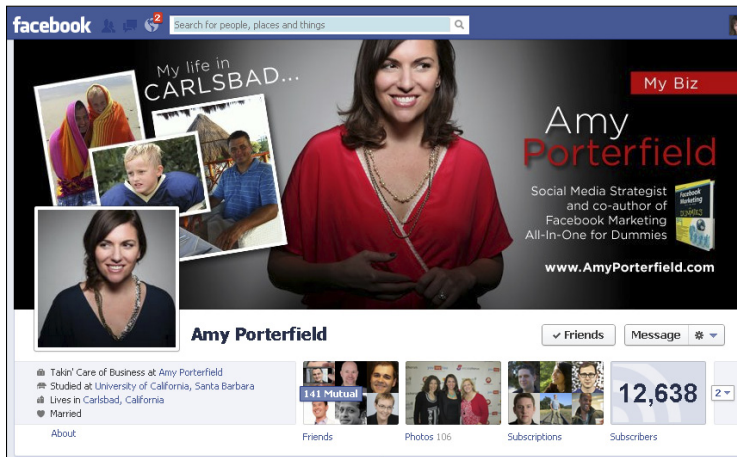 facebook
2
Search for people, places and things
My life in
CARLSBAD...
My Biz
Amy
Porterfield
Social Media Strategist
and co-author of
Facebook Marketing
All-In-One for Dummies
Facebook
Marketing
DUMMIES
www.AmyPorterfield.com
Amy Porterfield
Friends
Message
Takin' Care of Business at Amy Porterfield
Studied at University of California, Santa Barbara
Lives in Carlsbad, California
Married
About
141 Mutual
Friends
Photos 106
Subscriptions
12,638
Subscribers
2